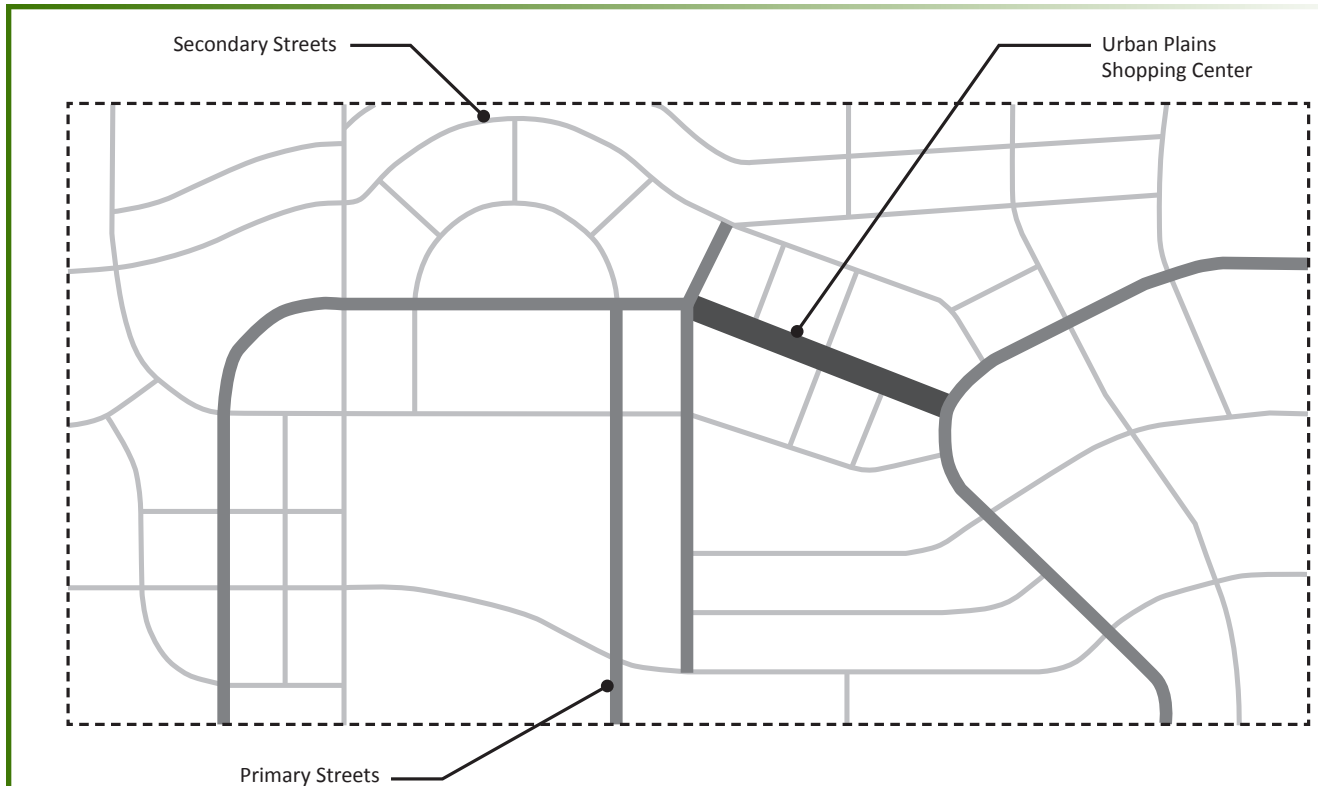 Secondary Streets
Urban Plains
Shopping Center
Primary Streets